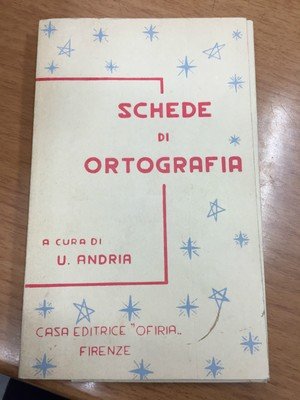 SCHEDE
DI
ORTOGRAFIA
A CURA DI
U. ANDRIA
CASA EDITRICE "OFIRIA..
FIRENZE